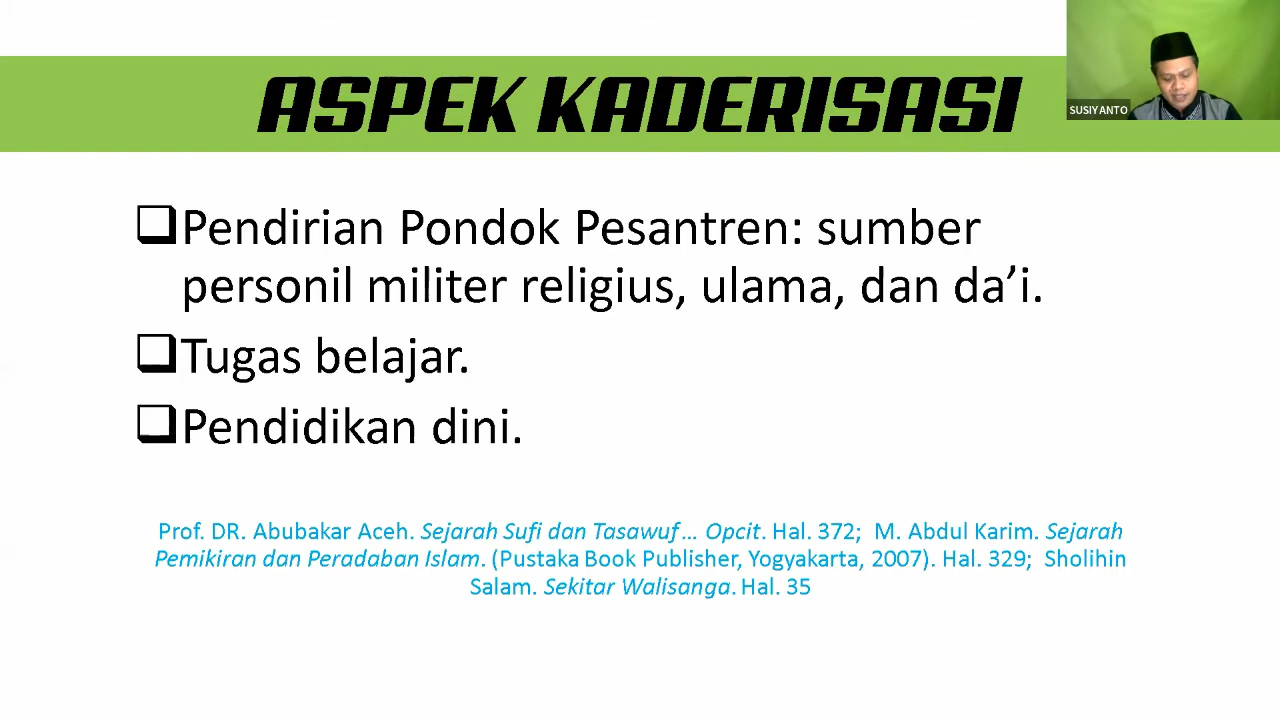 ASPEK KADERISASI
SUSIYANTO
Pendirian Pondok Pesantren: sumber
personil militer religius, ulama, dan da’i.
Tugas belajar.
Pendidikan dini.
Prof. DR. Abubakar Aceh. Sejarah Sufi dan Tasawuf… Opcit. Hal. 372; M. Abdul Karim. Sejarah
Pemikiran dan Peradaban Islam. (Pustaka Book Publisher, Yogyakarta, 2007). Hal. 329; Sholihin
Salam. Sekitar Walisanga. Hal. 35